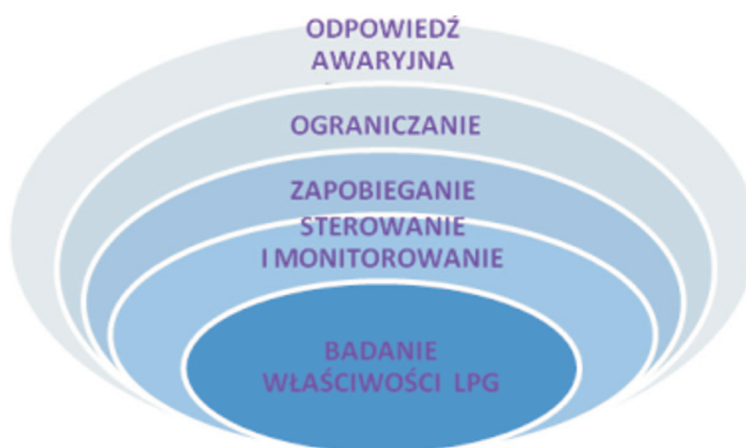 ODPOWIEDŹ
AWARYJNA
OGRANICZANIE
ZAPOBIEGANIE
STEROWANIE
I MONITOROWANIE
BADANIE
WŁAŚCIWOŚCI LPG